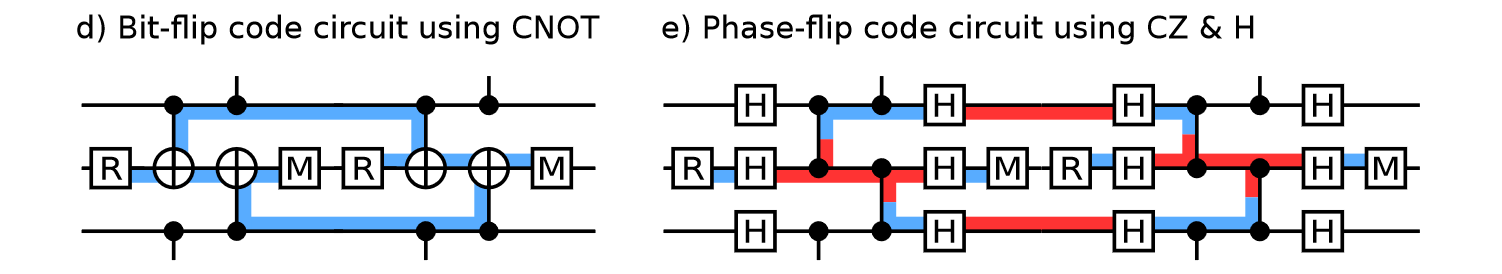 d) Bit-flip code circuit using CNOT
e) Phase-flip code circuit using CZ & H
R M R M
H H H H
R H H M R H H M
H H H H